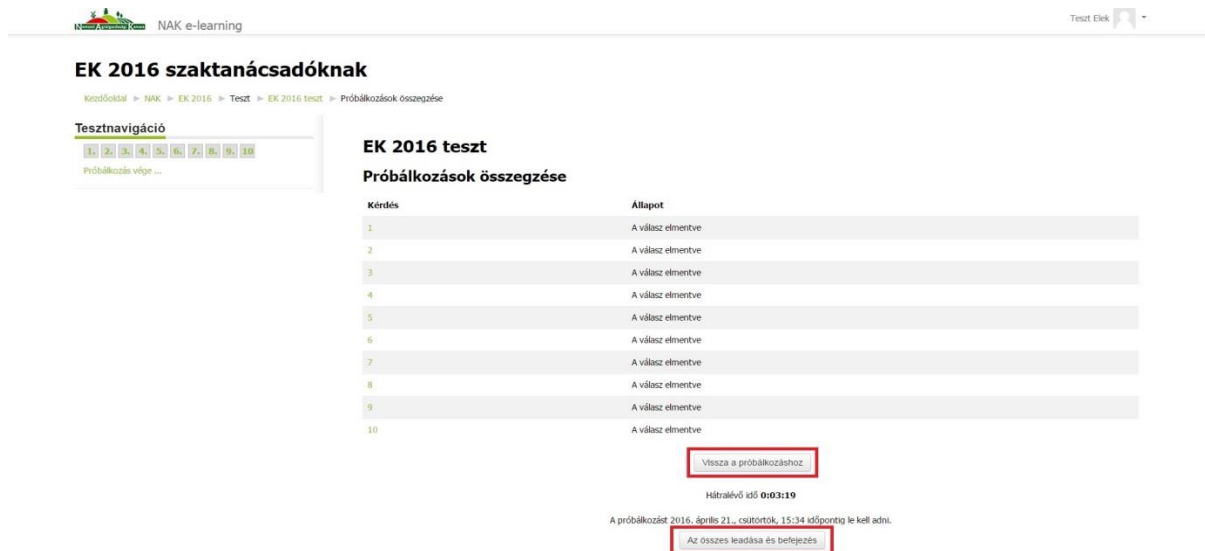 Nemzeti Agrárgazdasági Kamara
NAK e-learning
Teszt Elek
EK 2016 szaktanácsadóknak
Kezdőoldal ► NAK ► EK 2016 ► Teszt ► EK 2016 teszt ► Próbálkozások összegzése
Tesztnavigáció
1. 2. 3. 4. 5. 6. 7. 8. 9. 10
Próbálkozás vége ...
EK 2016 teszt
Próbálkozások összegzése
Kérdés Állapot
1 A válasz elmentve
2 A válasz elmentve
3 A válasz elmentve
4 A válasz elmentve
5 A válasz elmentve
6 A válasz elmentve
7 A válasz elmentve
8 A válasz elmentve
9 A válasz elmentve
10 A válasz elmentve
Vissza a próbálkozáshoz
Hátralévő idő 0:03:19
A próbálkozást 2016. április 21., csütörtök, 15:34 időpontig le kell adni.
Az összes leadása és befejezés